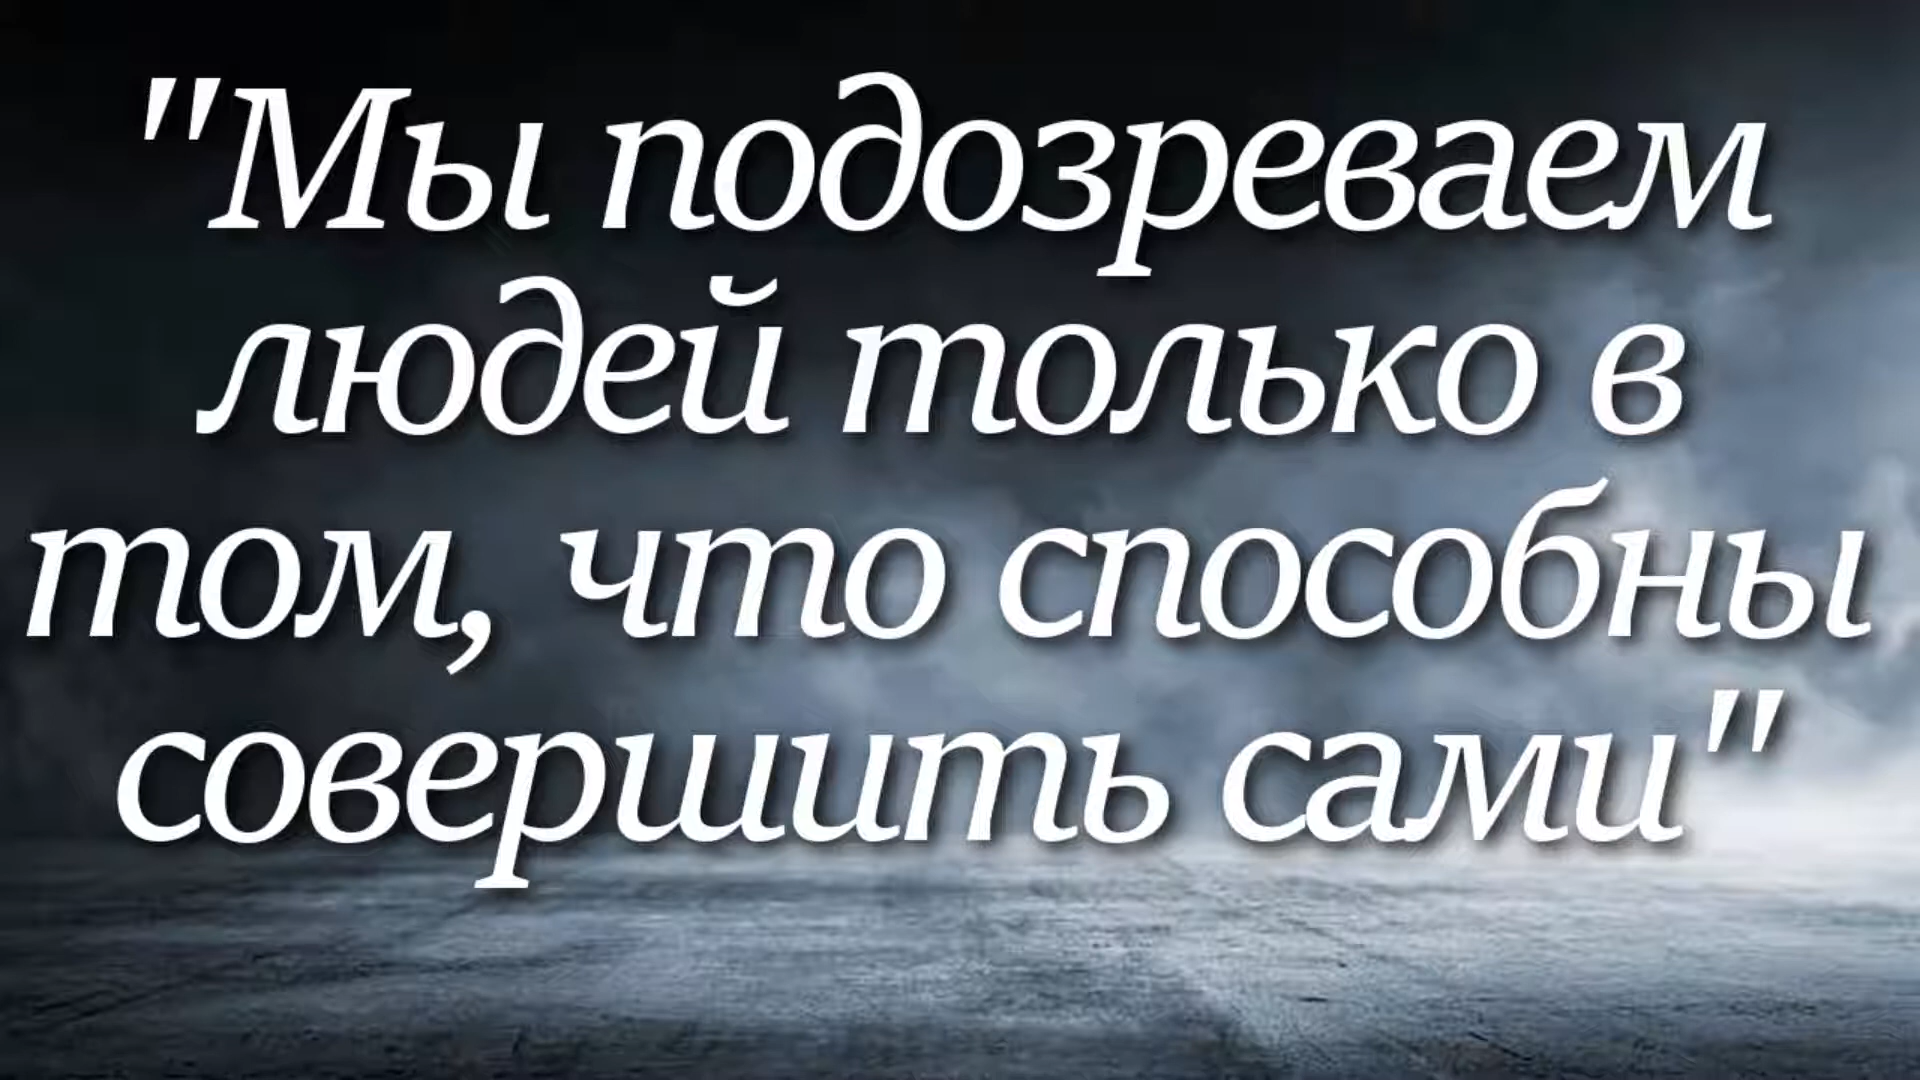 "Мы подозреваем
людей только в
том, что способны
совершить сами"